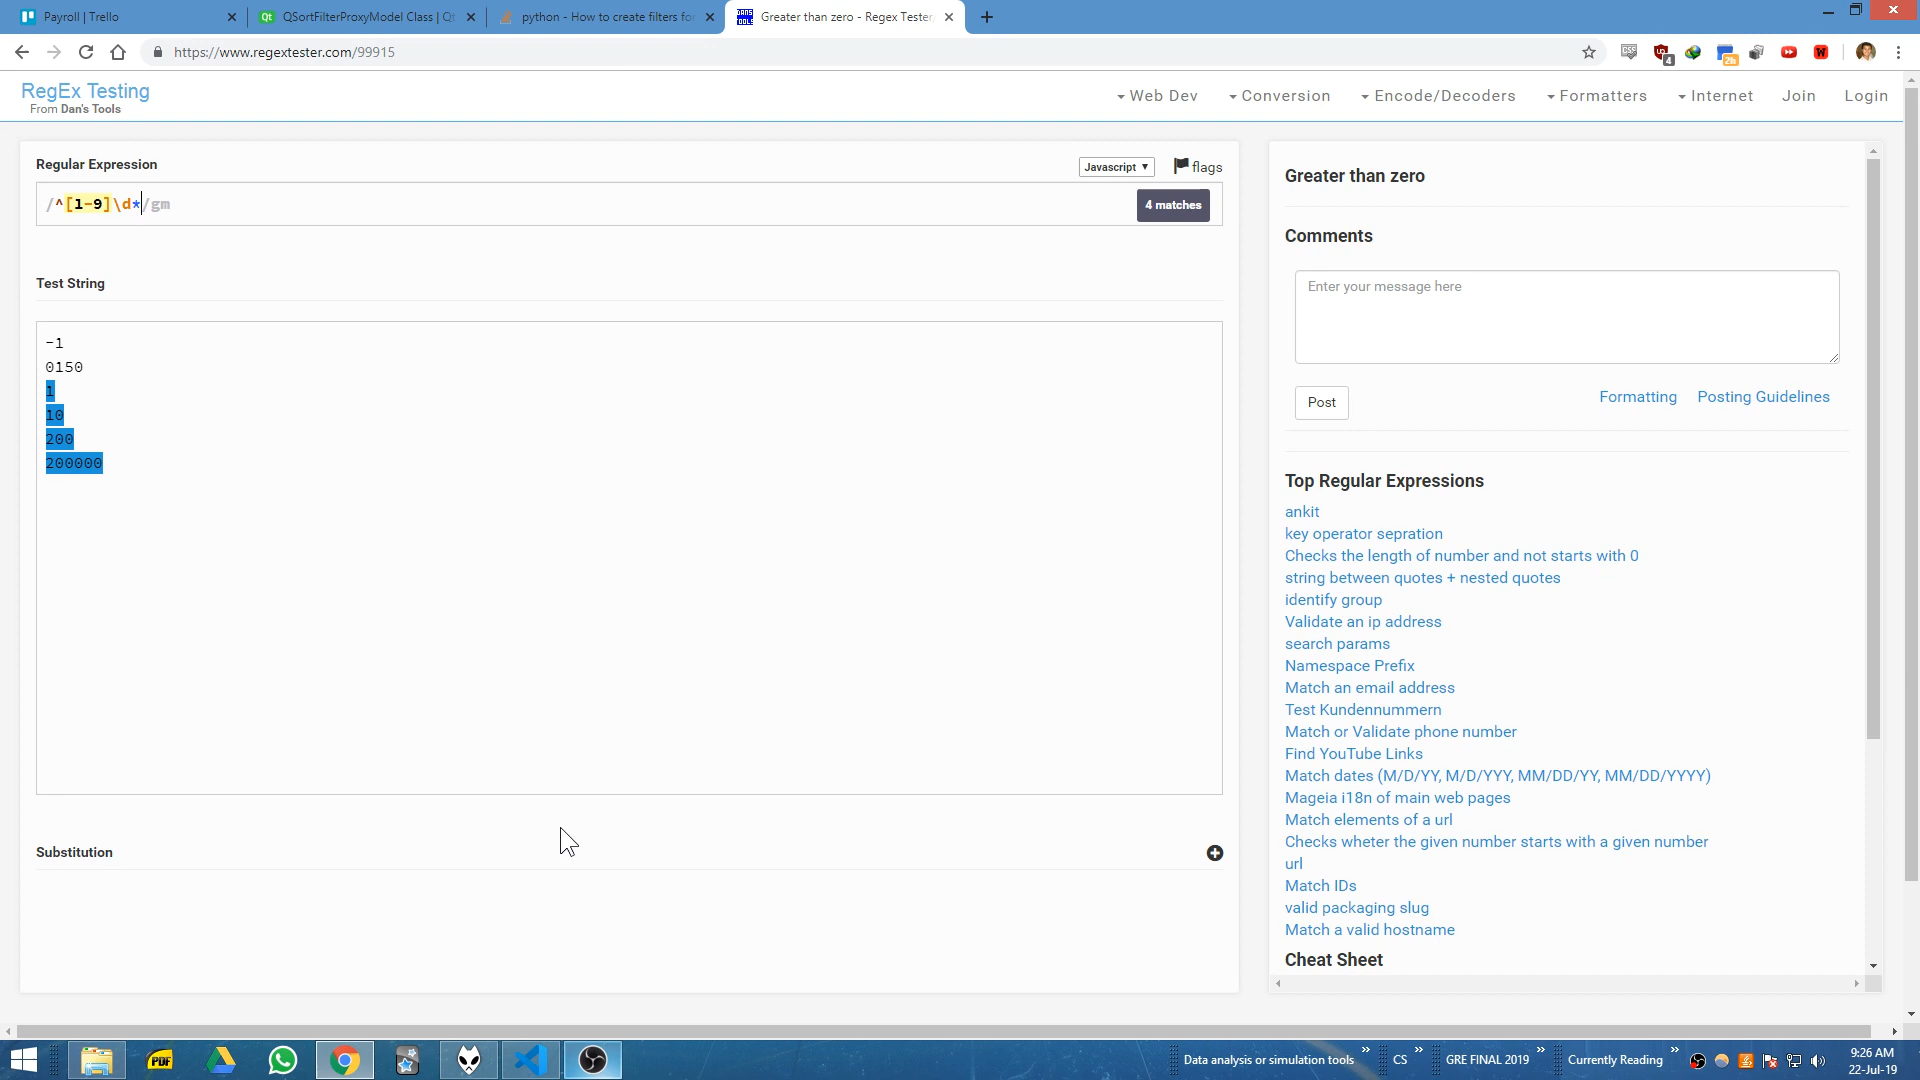 Payroll | Trello
QSortFilterProxyModel Class | Qt
python - How to create filters for
Greater than zero - Regex Tester
https://www.regextester.com/99915
4
2h
W
RegEx Testing
From Dan's Tools
Web Dev
Conversion
Encode/Decoders
Formatters
Internet
Join
Login
Regular Expression
Javascript
flags
/^[1-9]\d*/gm
4 matches
Test String
-1
0150
1
10
200
200000
Substitution
Greater than zero
Comments
Enter your message here
Post
Formatting
Posting Guidelines
Top Regular Expressions
ankit
key operator sepration
Checks the length of number and not starts with 0
string between quotes + nested quotes
identify group
Validate an ip address
search params
Namespace Prefix
Match an email address
Test Kundennummern
Match or Validate phone number
Find YouTube Links
Match dates (M/D/YY, M/D/YYY, MM/DD/YY, MM/DD/YYYY)
Mageia i18n of main web pages
Match elements of a url
Checks wheter the given number starts with a given number
url
Match IDs
valid packaging slug
Match a valid hostname
Cheat Sheet
PDF
Data analysis or simulation tools
CS
GRE FINAL 2019
Currently Reading
9:26 AM
22-Jul-19